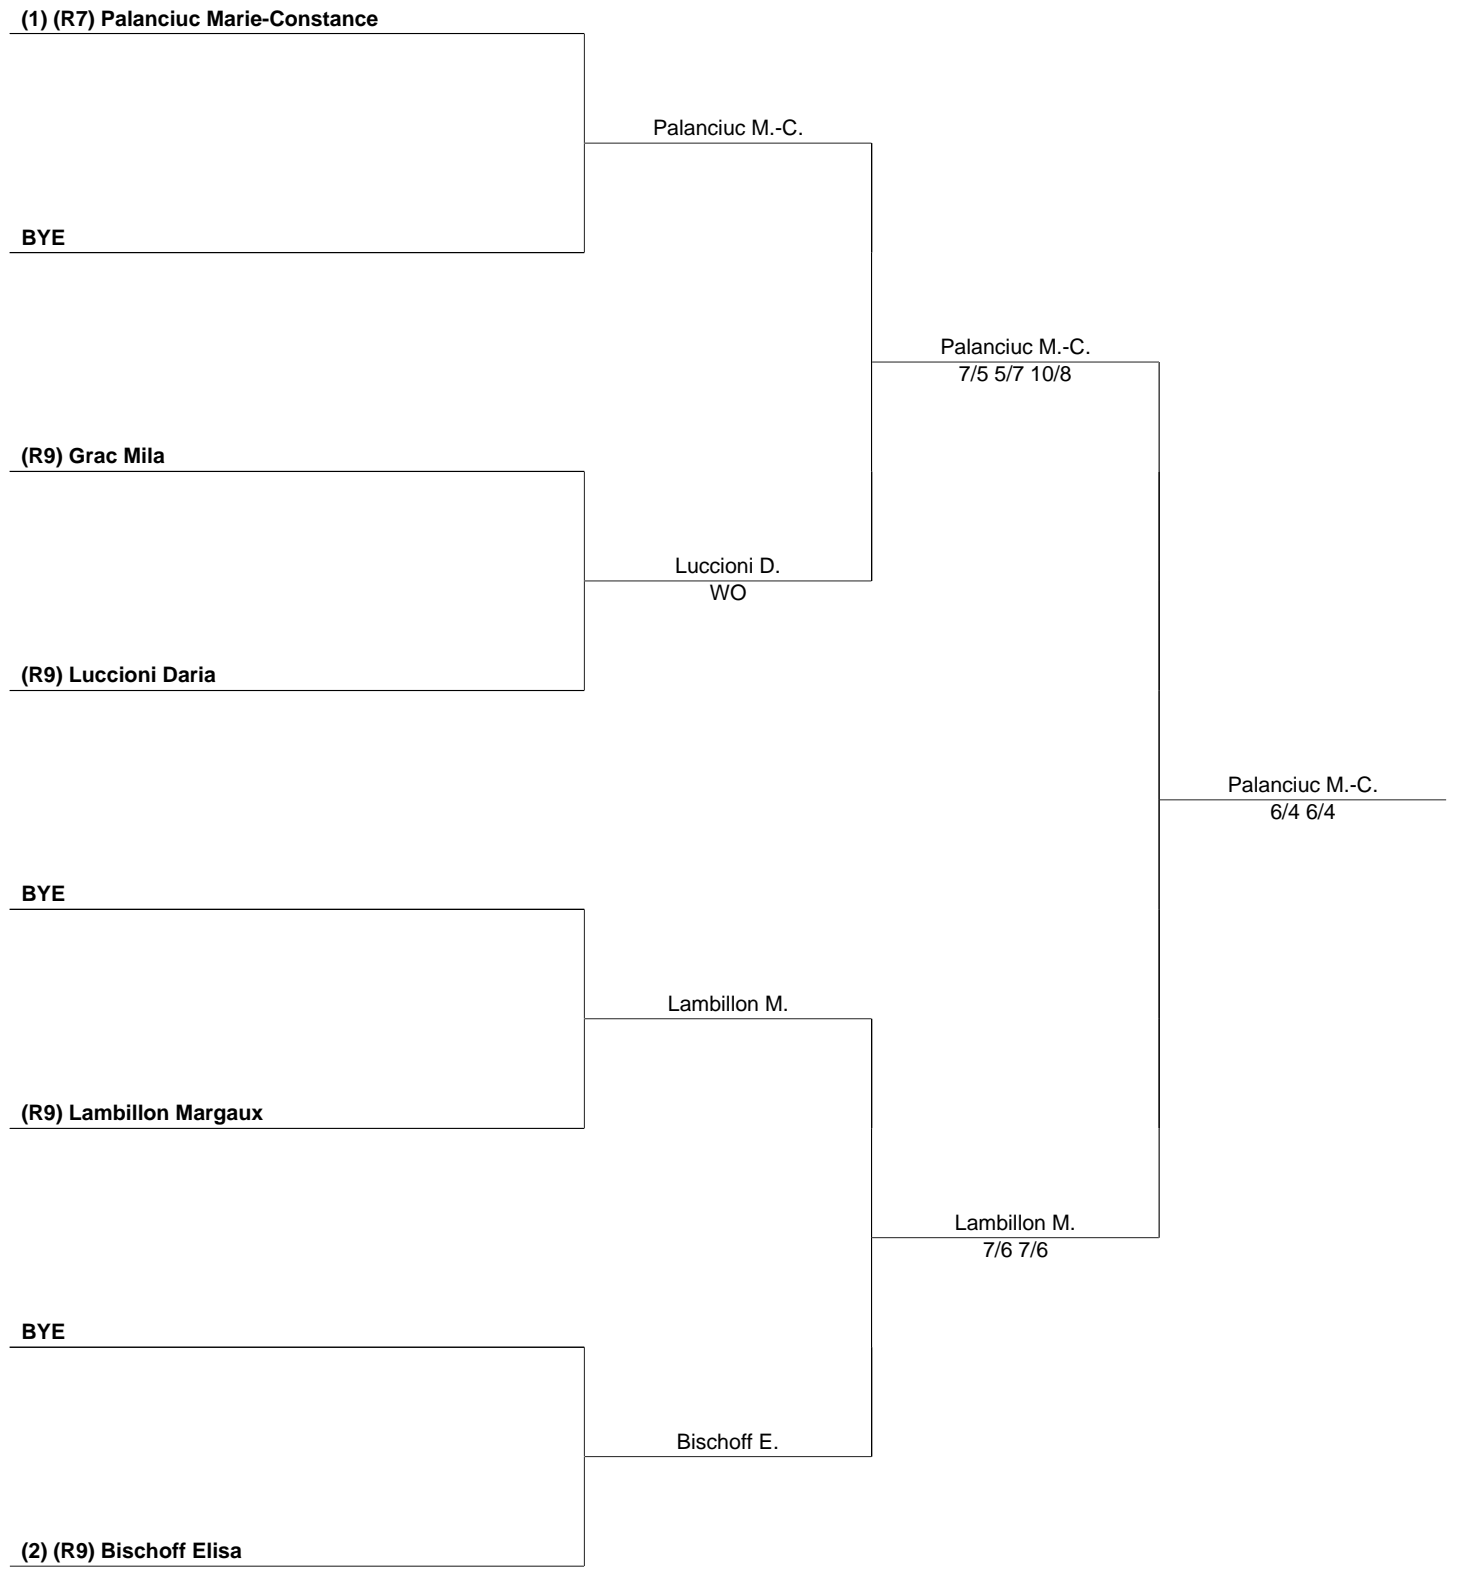 (1) (R7) Palanciuc Marie-Constance
Palanciuc M.-C.
BYE
Palanciuc M.-C.
7/5 5/7 10/8
(R9) Grac Mila
Luccioni D.
WO
(R9) Luccioni Daria
Palanciuc M.-C.
6/4 6/4
BYE
Lambillon M.
(R9) Lambillon Margaux
Lambillon M.
7/6 7/6
BYE
Bischoff E.
(2) (R9) Bischoff Elisa